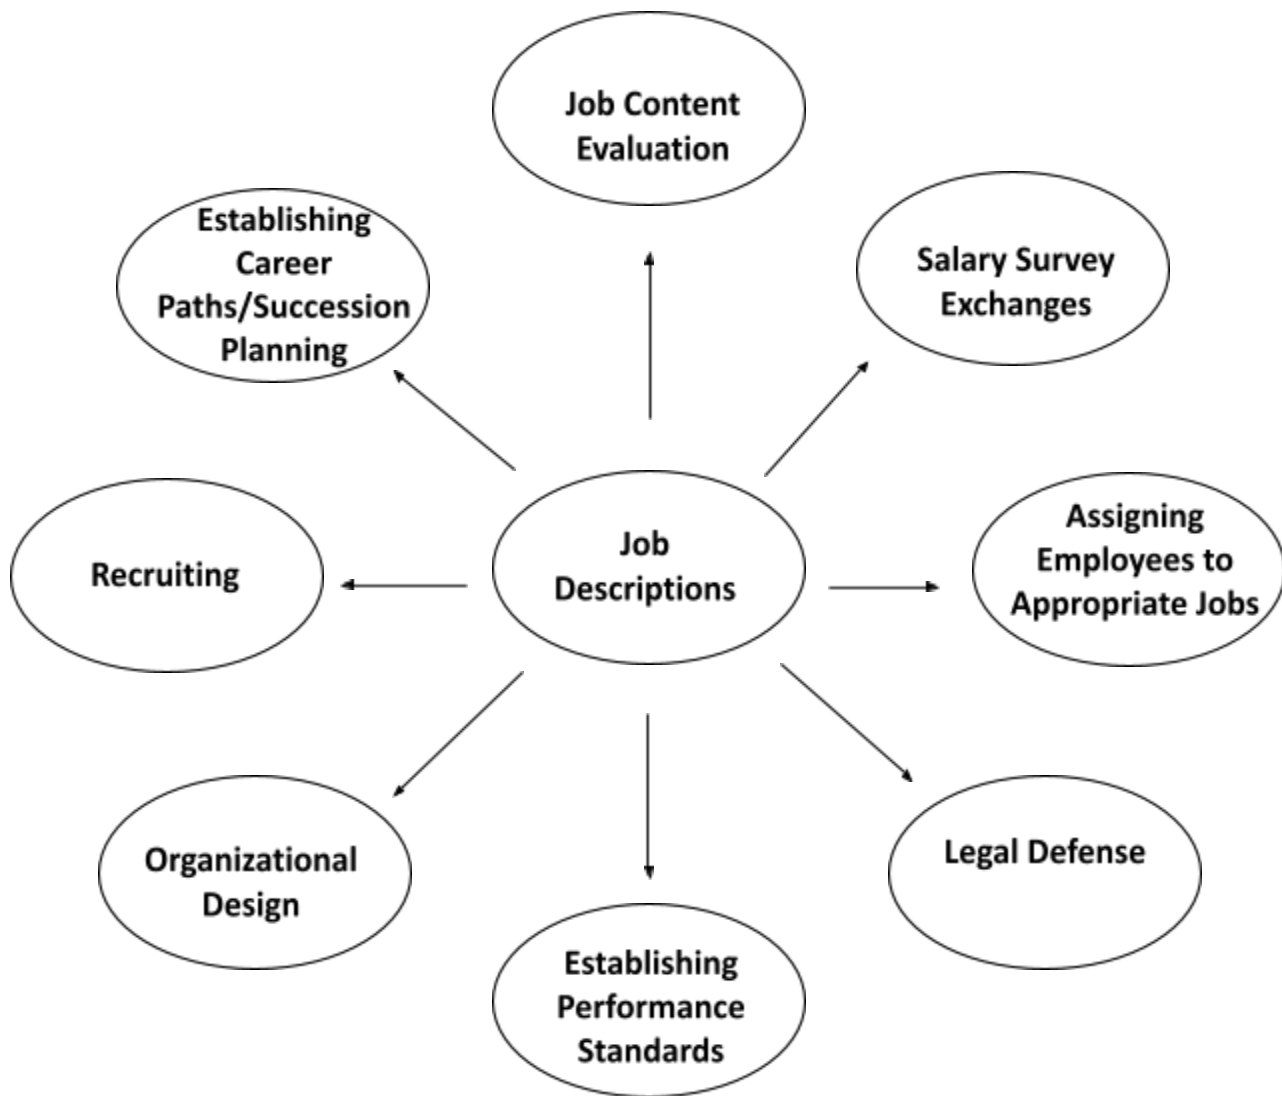 Job Content
Evaluation
Establishing
Career
Paths/Succession
Planning
Salary Survey
Exchanges
Recruiting
Job
Descriptions
Assigning
Employees to
Appropriate Jobs
Organizational
Design
Legal Defense
Establishing
Performance
Standards